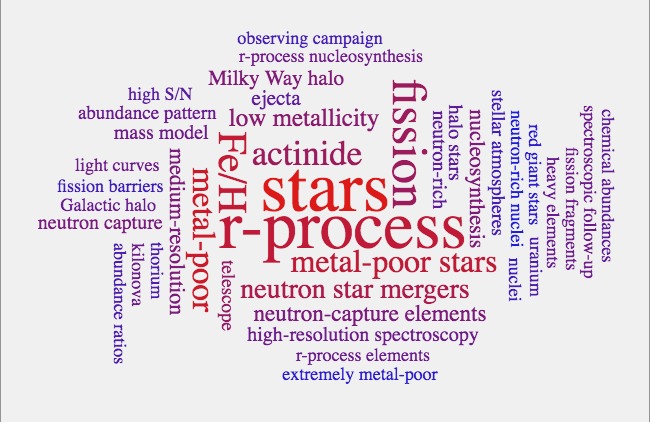 observing campaign
r-process nucleosynthesis
Milky Way halo
high S/N
ejecta
abundance pattern
low metallicity
mass model
fission
Fe/H
actinide
light curves
fission barriers
Galactic halo
neutron capture
medium-resolution
metal-poor
stars
r-process
neutron-rich
halo stars
nucleosynthesis
stellar atmospheres
neutron-rich nuclei
nuclei
red giant stars
uranium
heavy elements
fission fragments
spectroscopic follow-up
chemical abundances
metal-poor stars
abundance ratios
kilonova
thorium
telescope
neutron star mergers
neutron-capture elements
high-resolution spectroscopy
r-process elements
extremely metal-poor